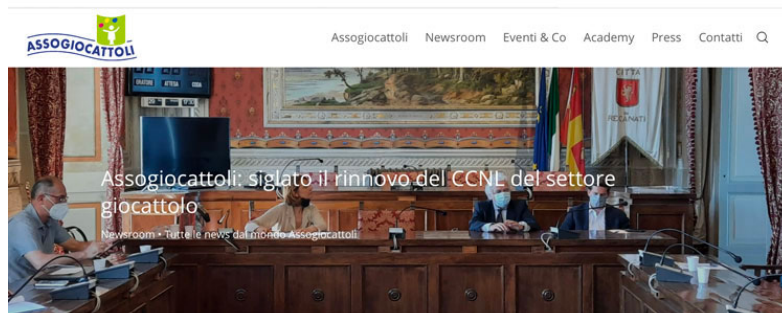 ASSOGIOCATTOLI
Assogiocattoli Newsroom Eventi & Co Academy Press Contatti
CITTA
RECANATI
Assogiocattoli: siglato il rinnovo del CCNL del settore
giocattolo
Newsroom • Tutte le news dal mondo Assogiocattoli